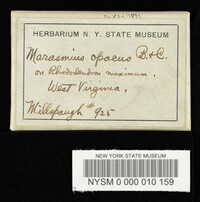 HERBARIUM N. Y. STATE MUSEUM
Marasmius opacus B.+C.
on Rhododendron maximum,
West Virginia,
Millspaugh # 925
NEW YORK STATE MUSEUM
NYSM 0 000 010 159